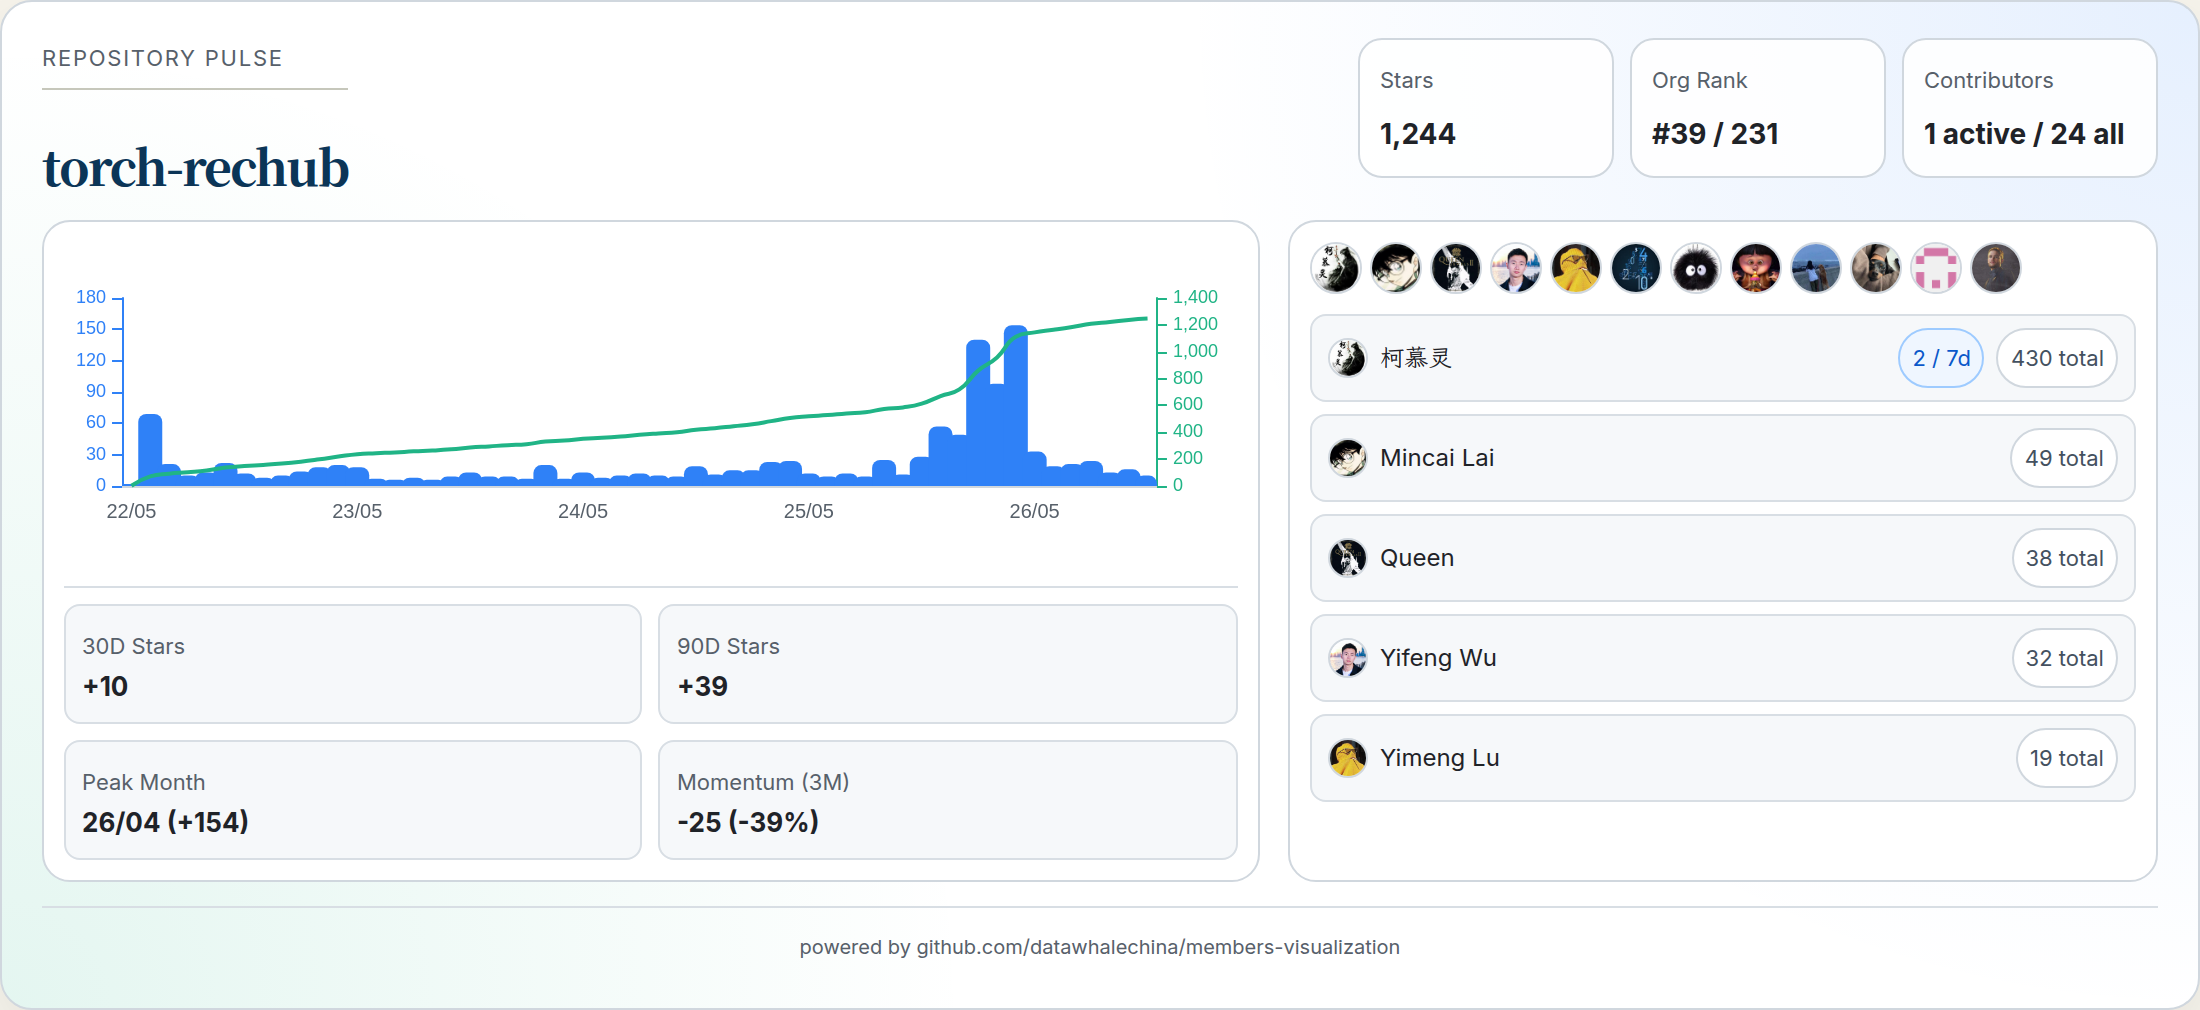 REPOSITORY PULSE
torch-rechub
Stars
1,244
Org Rank
#39 / 231
Contributors
1 active / 24 all
180
150
120
90
60
30
0
1,400
1,200
1,000
800
600
400
200
0
22/05
23/05
24/05
25/05
26/05
30D Stars
+10
90D Stars
+39
Peak Month
26/04 (+154)
Momentum (3M)
-25 (-39%)
柯慕灵
2 / 7d
430 total
Mincai Lai
49 total
Queen
38 total
Yifeng Wu
32 total
Yimeng Lu
19 total
powered by github.com/datawhalechina/members-visualization